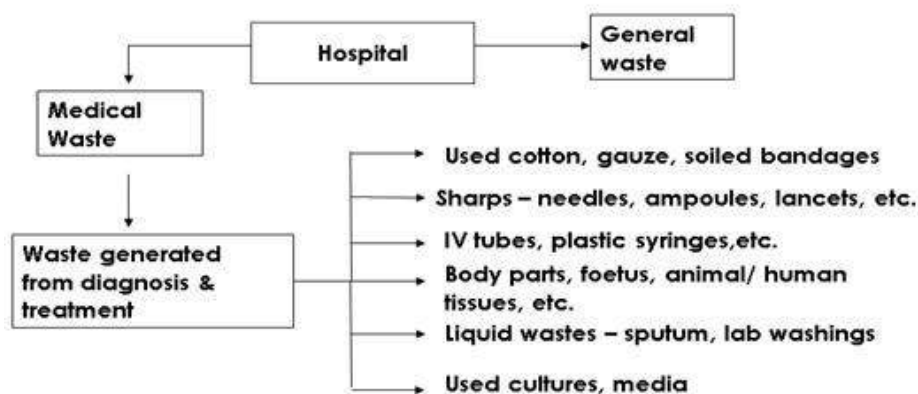 Hospital
General
waste
Medical
Waste
Waste generated
from diagnosis &
treatment
Used cotton, gauze, soiled bandages
Sharps – needles, ampoules, lancets, etc.
IV tubes, plastic syringes,etc.
Body parts, foetus, animal/ human
tissues, etc.
Liquid wastes – sputum, lab washings
Used cultures, media